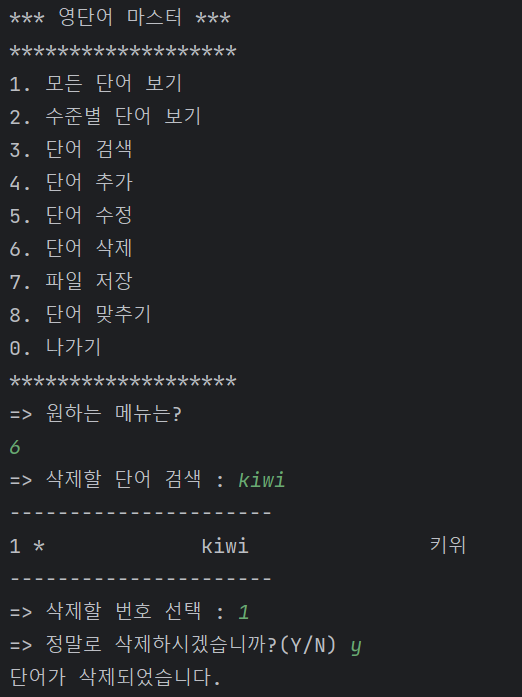 *** 영단어 마스터 ***
*******************
1. 모든 단어 보기
2. 수준별 단어 보기
3. 단어 검색
4. 단어 추가
5. 단어 수정
6. 단어 삭제
7. 파일 저장
8. 단어 맞추기
0. 나가기
*******************
=> 원하는 메뉴는?
6
=> 삭제할 단어 검색 : kiwi
----------------------
1 *             kiwi               키위
----------------------
=> 삭제할 번호 선택 : 1
=> 정말로 삭제하시겠습니까?(Y/N) y
단어가 삭제되었습니다.